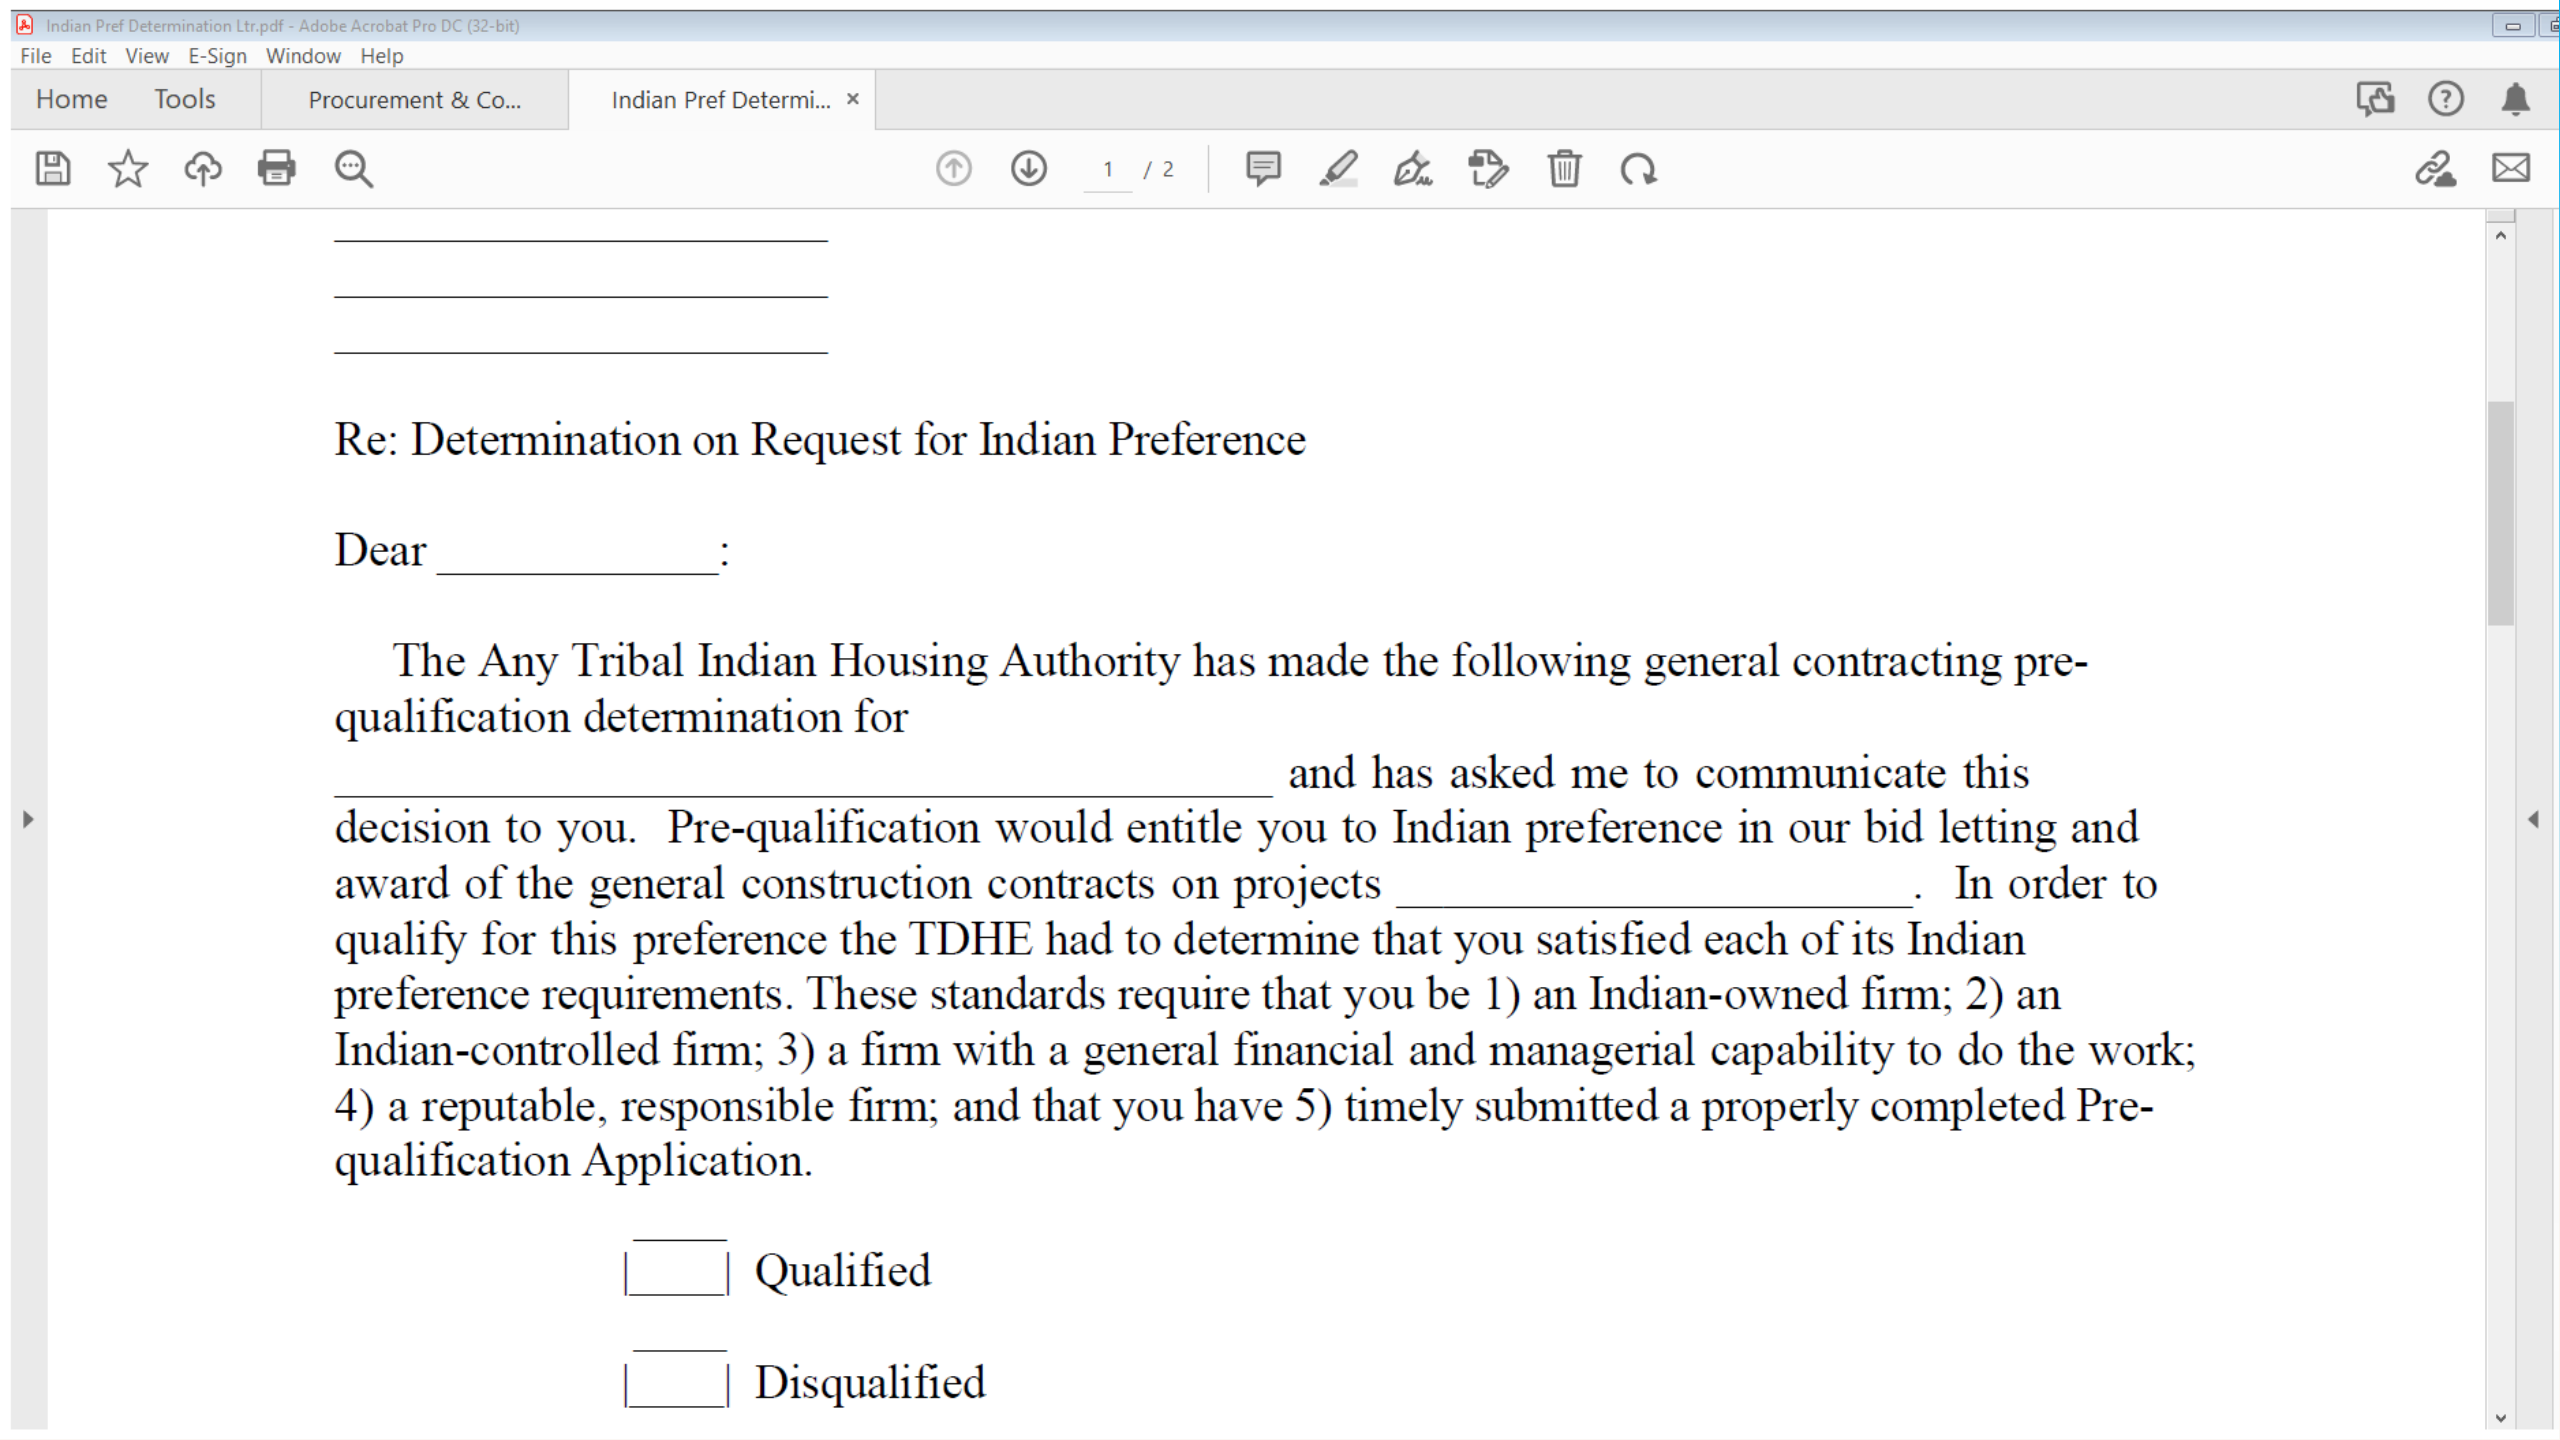 Indian Pref Determination Ltr.pdf - Adobe Acrobat Pro DC (32-bit)
File Edit View E-Sign Window Help
Home Tools Procurement & Co... Indian Pref Determi... ×
1 / 2
Re: Determination on Request for Indian Preference
Dear ____________:
The Any Tribal Indian Housing Authority has made the following general contracting pre-
qualification determination for
________________________________________ and has asked me to communicate this
decision to you. Pre-qualification would entitle you to Indian preference in our bid letting and
award of the general construction contracts on projects ______________________. In order to
qualify for this preference the TDHE had to determine that you satisfied each of its Indian
preference requirements. These standards require that you be 1) an Indian-owned firm; 2) an
Indian-controlled firm; 3) a firm with a general financial and managerial capability to do the work;
4) a reputable, responsible firm; and that you have 5) timely submitted a properly completed Pre-
qualification Application.
|____| Qualified
|____| Disqualified